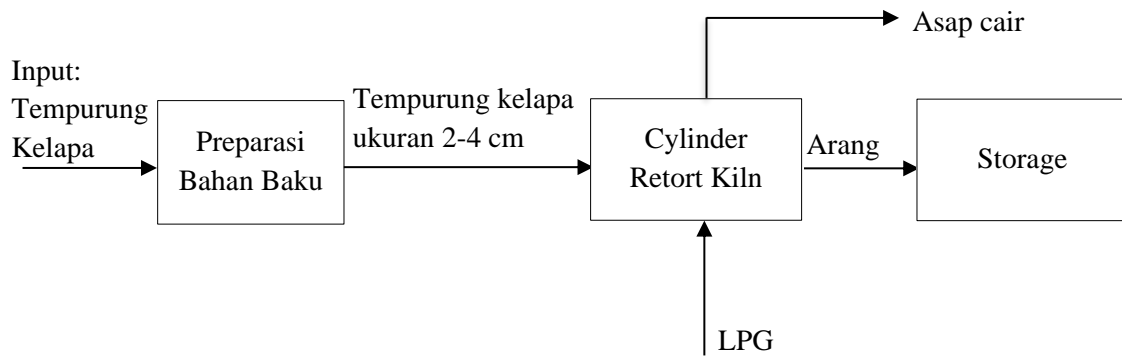 Asap cair
Input:
Tempurung
Kelapa
Preparasi
Bahan Baku
Tempurung kelapa
ukuran 2-4 cm
Cylinder
Retort Kiln
Arang
Storage
LPG